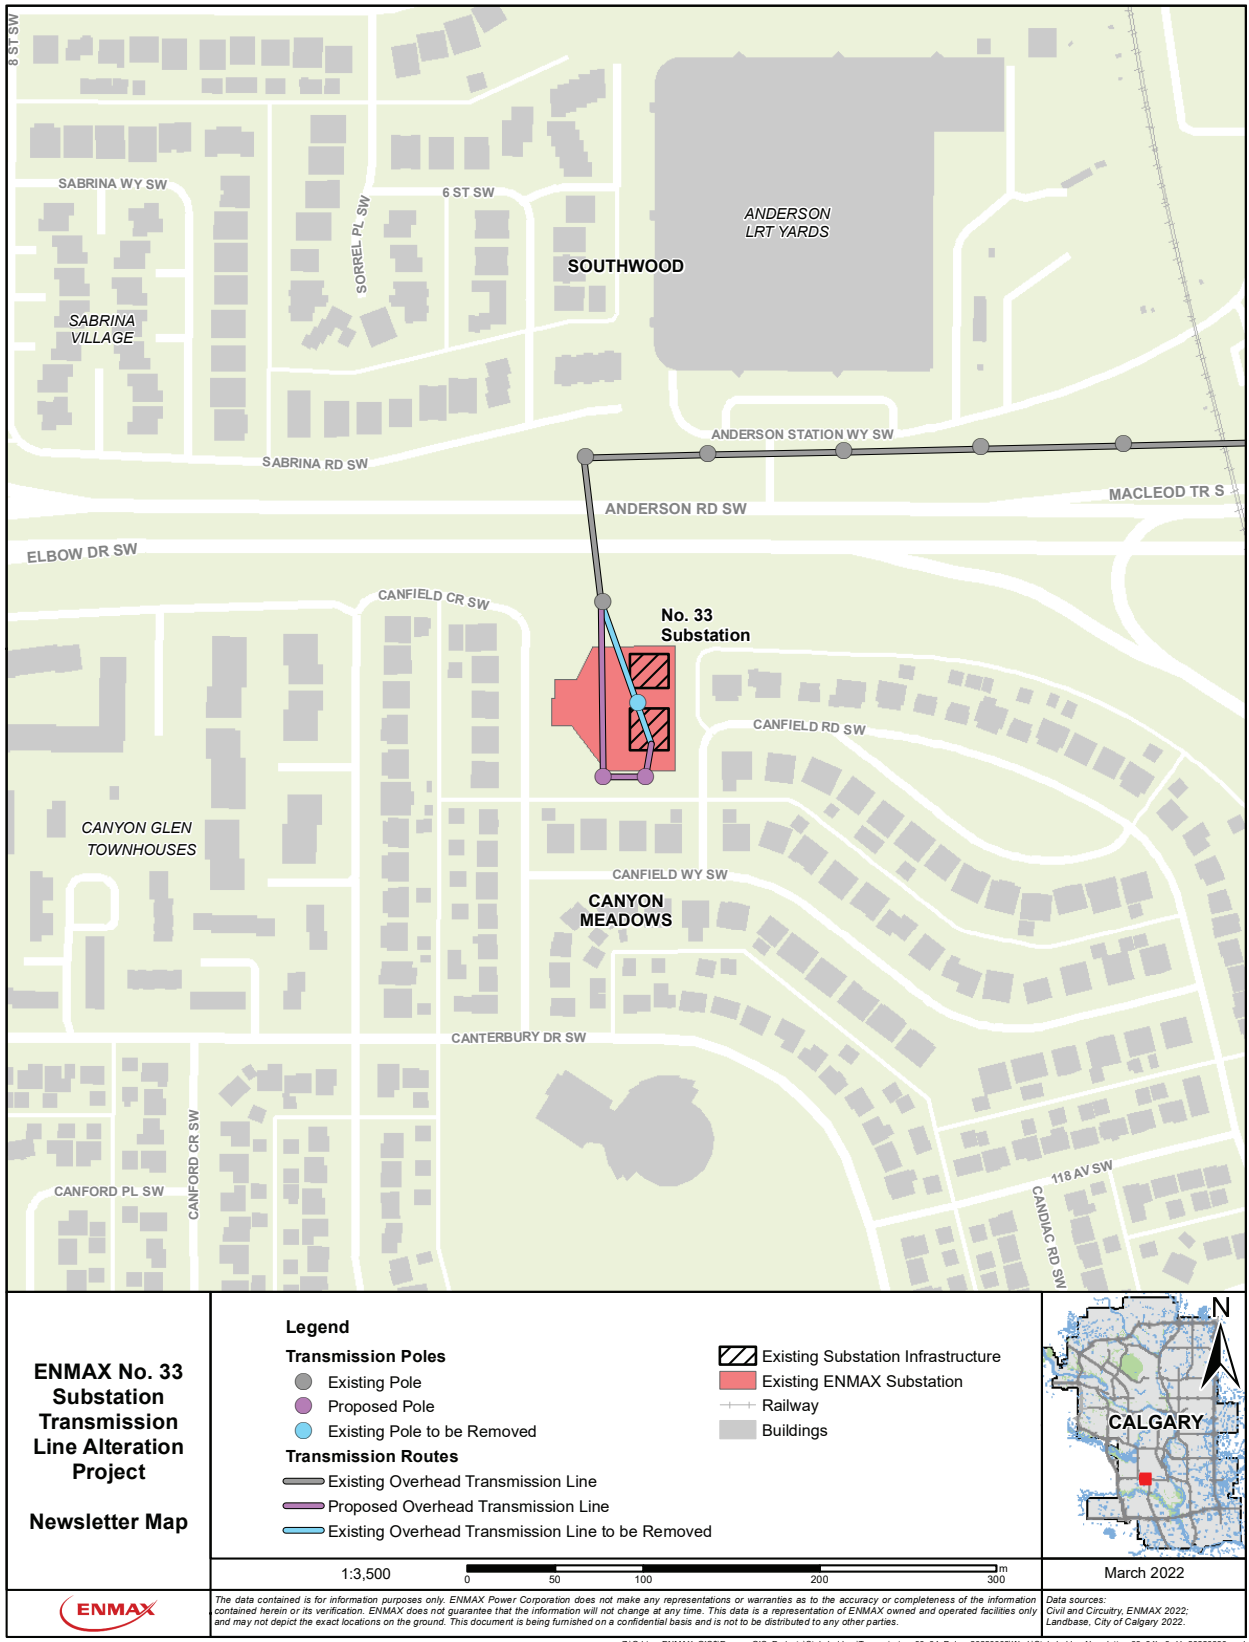 8 ST SW
SABRINA WY SW
SORREL PL SW
6 ST SW
ANDERSON
LRT YARDS
SOUTHWOOD
SABRINA
VILLAGE
ANDERSON STATION WY SW
SABRINA RD SW
MACLEOD TR S
ANDERSON RD SW
ELBOW DR SW
CANFIELD CR SW
No. 33
Substation
CANFIELD RD SW
CANYON GLEN
TOWNHOUSES
CANFIELD WY SW
CANYON
MEADOWS
CANTERBURY DR SW
CANFORD CR SW
118 AV SW
CANFORD PL SW
CANDIAC RD SW
ENMAX No. 33
Substation
Transmission
Line Alteration
Project
Newsletter Map
Legend
Transmission Poles
Existing Pole
Proposed Pole
Existing Pole to be Removed
Transmission Routes
Existing Overhead Transmission Line
Proposed Overhead Transmission Line
Existing Overhead Transmission Line to be Removed
Existing Substation Infrastructure
Existing ENMAX Substation
Railway
Buildings
N
CALGARY
1:3,500
0 50 100 200 300 m
March 2022
ENMAX
The data contained is for information purposes only. ENMAX Power Corporation does not make any representations or warranties as to the accuracy or completeness of the information
contained herein or its verification. ENMAX does not guarantee that the information will not change at any time. This data is a representation of ENMAX owned and operated facilities only
and may not depict the exact locations on the ground. This document is being furnished on a confidential basis and is not to be distributed to any other parties.
Data sources:
Civil and Circuitry, ENMAX 2022;
Landbase, City of Calgary 2022.